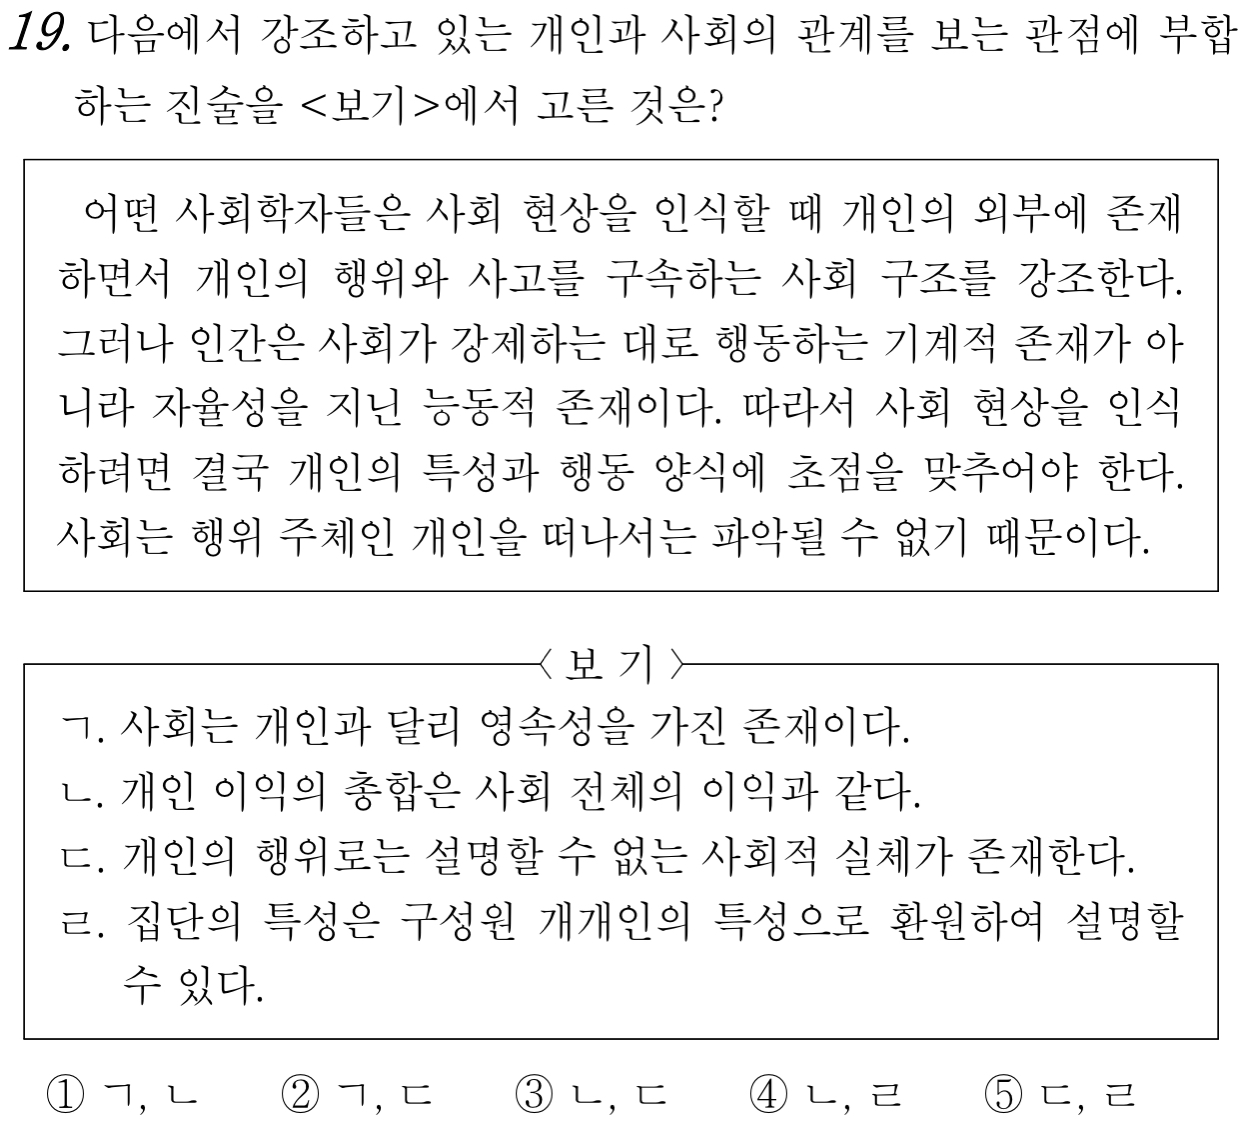 19. 다음에서 강조하고 있는 개인과 사회의 관계를 보는 관점에 부합
하는 진술을 <보기>에서 고른 것은?
어떤 사회학자들은 사회 현상을 인식할 때 개인의 외부에 존재
하면서 개인의 행위와 사고를 구속하는 사회 구조를 강조한다.
그러나 인간은 사회가 강제하는 대로 행동하는 기계적 존재가 아
니라 자율성을 지닌 능동적 존재이다. 따라서 사회 현상을 인식
하려면 결국 개인의 특성과 행동 양식에 초점을 맞추어야 한다.
사회는 행위 주체인 개인을 떠나서는 파악될 수 없기 때문이다.
〈 보 기 〉
ㄱ. 사회는 개인과 달리 영속성을 가진 존재이다.
ㄴ. 개인 이익의 총합은 사회 전체의 이익과 같다.
ㄷ. 개인의 행위로는 설명할 수 없는 사회적 실체가 존재한다.
ㄹ. 집단의 특성은 구성원 개개인의 특성으로 환원하여 설명할
수 있다.
① ㄱ, ㄴ ② ㄱ, ㄷ ③ ㄴ, ㄷ ④ ㄴ, ㄹ ⑤ ㄷ, ㄹ